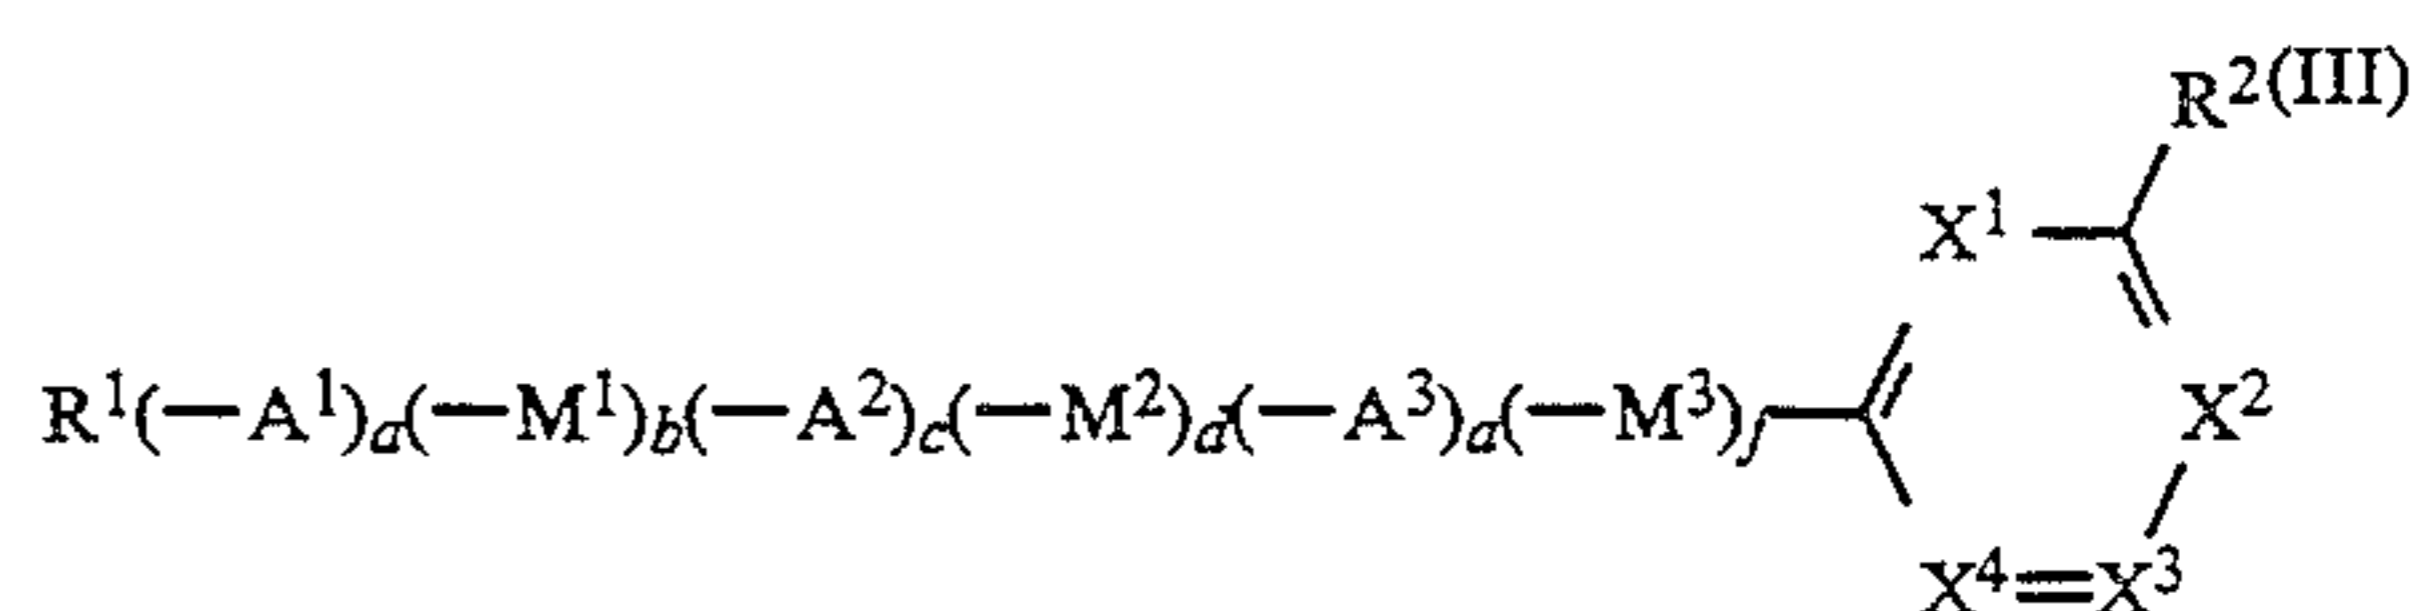 R2(III)
X1
R1(—A1)a(—M1)b(—A2)c(—M2)d(—A3)a(—M3)f
X2
X4=X3